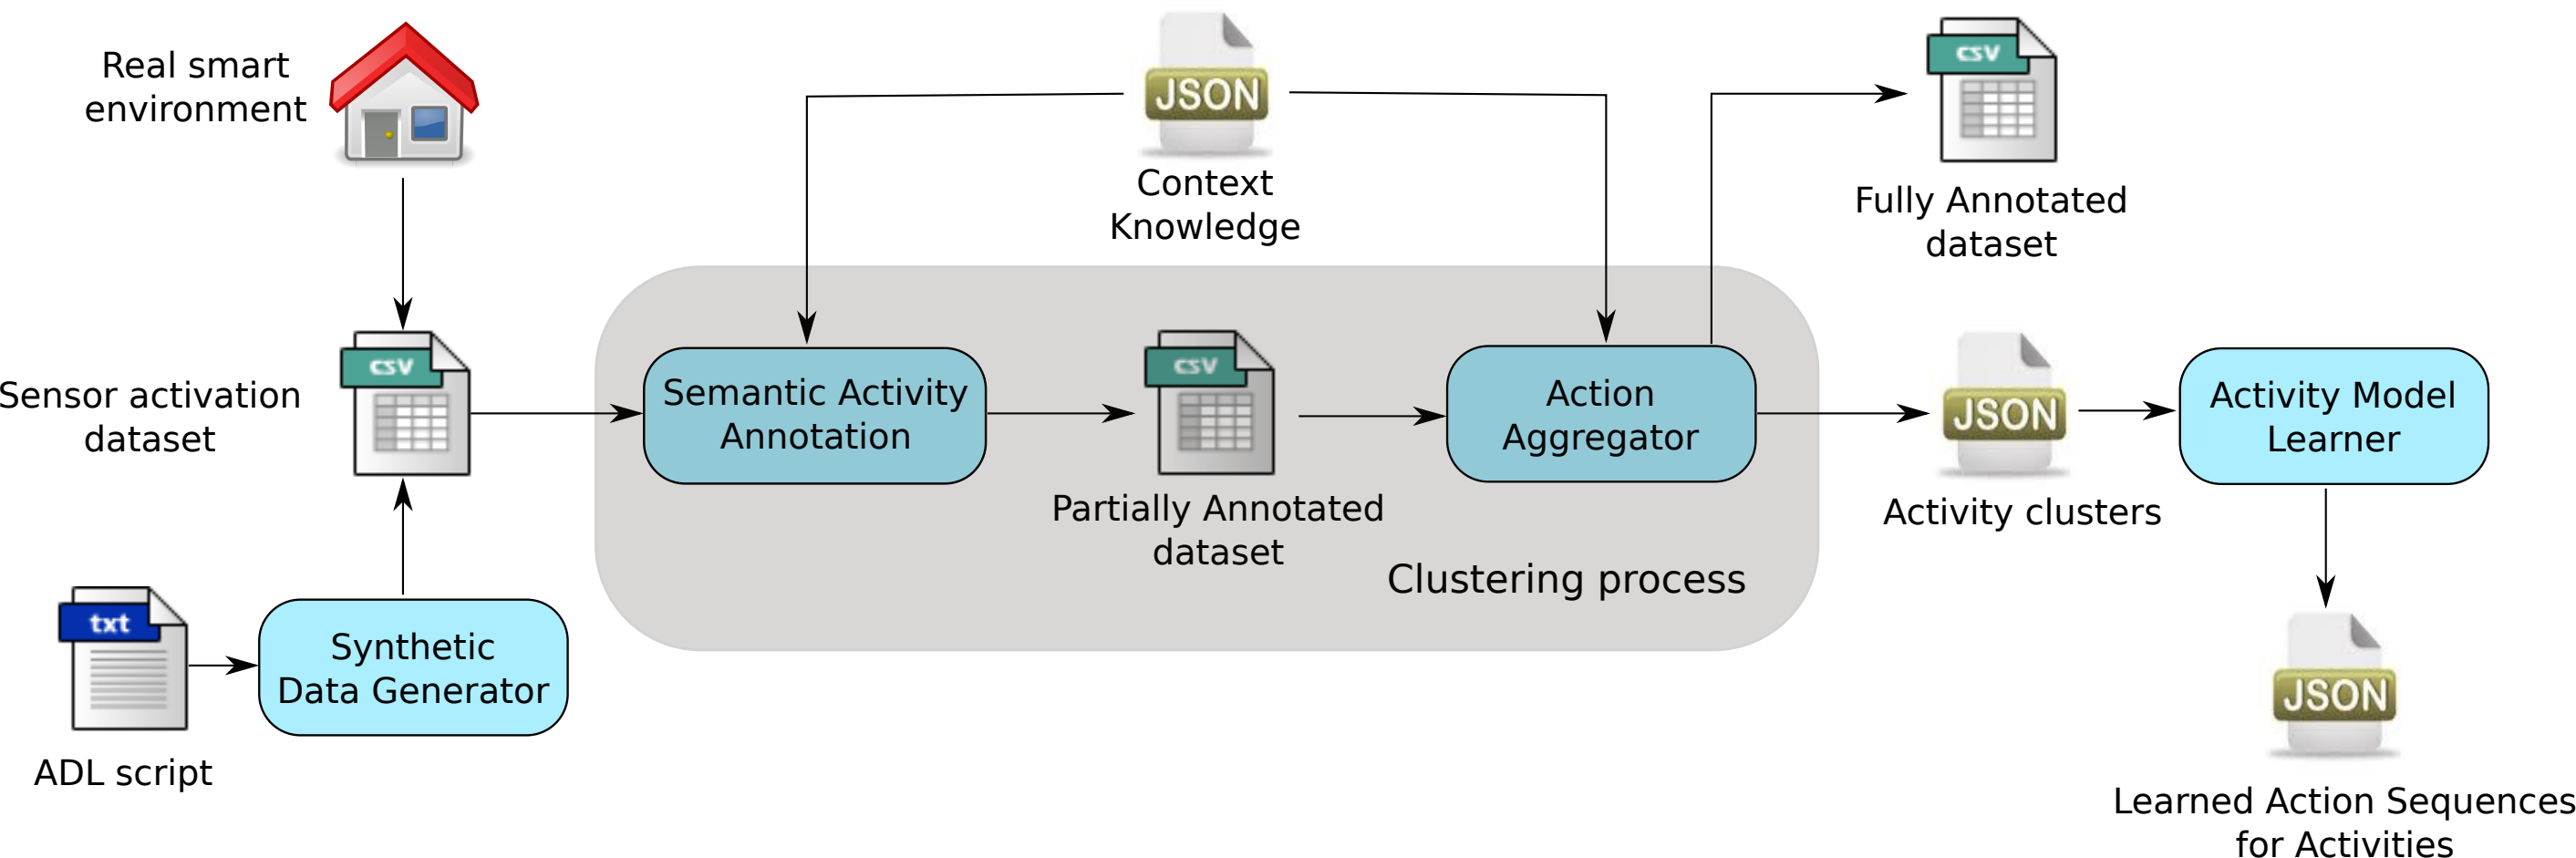 Real smart
environment
JSON
Context
Knowledge
csv
Fully Annotated
dataset
Sensor activation
dataset
csv
Semantic Activity
Annotation
csv
Partially Annotated
dataset
Action
Aggregator
Clustering process
JSON
Activity clusters
Activity Model
Learner
txt
ADL script
Synthetic
Data Generator
JSON
Learned Action Sequences
for Activities